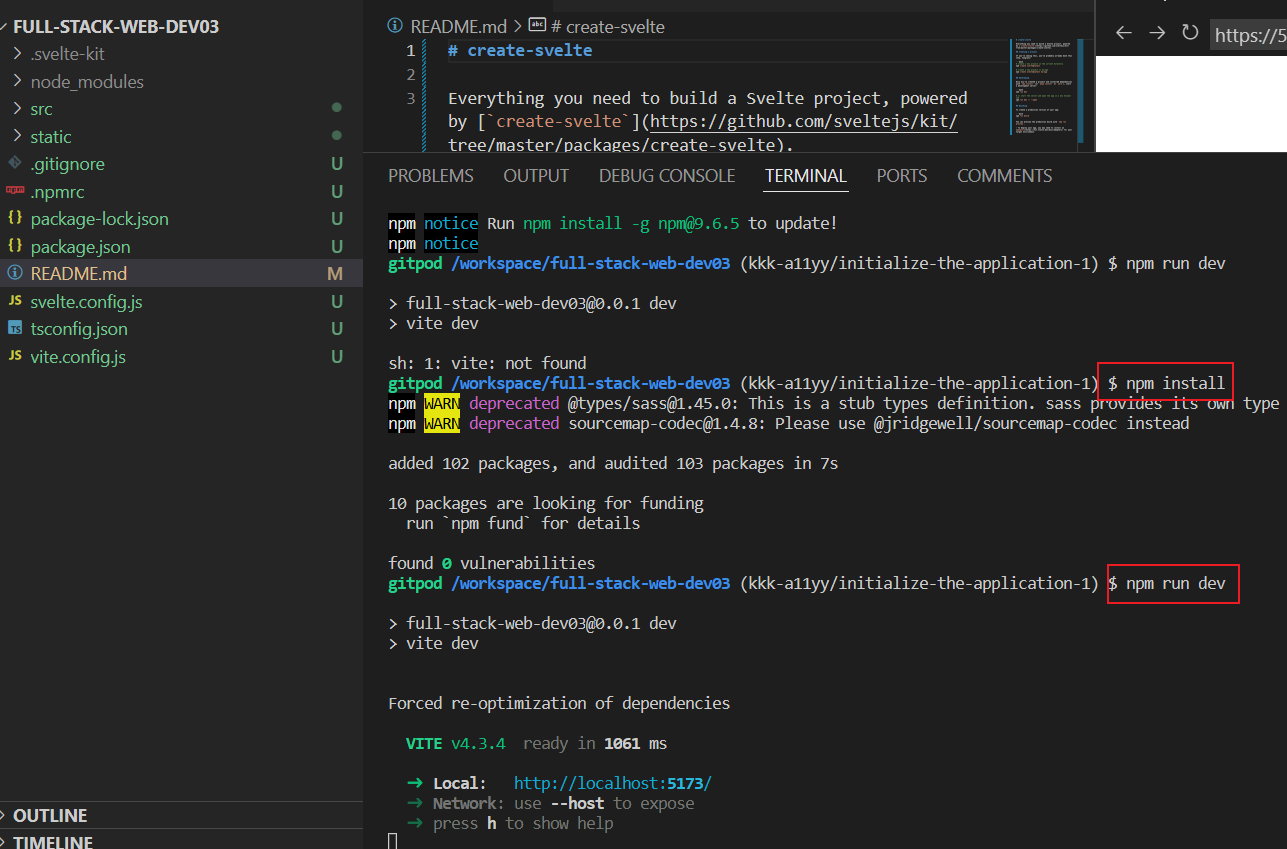 FULL-STACK-WEB-DEV03
.svelte-kit
node_modules
src
static
.gitignore U
.npmrc U
package-lock.json U
package.json U
README.md M
svelte.config.js U
tsconfig.json U
vite.config.js U
OUTLINE
TIMELINE
README.md > # create-svelte
1 # create-svelte
2
3 Everything you need to build a Svelte project, powered
by [`create-svelte`](https://github.com/sveltejs/kit/
tree/master/packages/create-svelte).
https://5
PROBLEMS OUTPUT DEBUG CONSOLE TERMINAL PORTS COMMENTS
npm notice Run npm install -g npm@9.6.5 to update!
npm notice
gitpod /workspace/full-stack-web-dev03 (kkk-a11yy/initialize-the-application-1) $ npm run dev
> full-stack-web-dev03@0.0.1 dev
> vite dev
sh: 1: vite: not found
gitpod /workspace/full-stack-web-dev03 (kkk-a11yy/initialize-the-application-1) $ npm install
npm WARN deprecated @types/sass@1.45.0: This is a stub types definition. sass provides its own type
npm WARN deprecated sourcemap-codec@1.4.8: Please use @jridgewell/sourcemap-codec instead
added 102 packages, and audited 103 packages in 7s
10 packages are looking for funding
run `npm fund` for details
found 0 vulnerabilities
gitpod /workspace/full-stack-web-dev03 (kkk-a11yy/initialize-the-application-1) $ npm run dev
> full-stack-web-dev03@0.0.1 dev
> vite dev
Forced re-optimization of dependencies
VITE v4.3.4 ready in 1061 ms
➜ Local: http://localhost:5173/
➜ Network: use --host to expose
➜ press h to show help